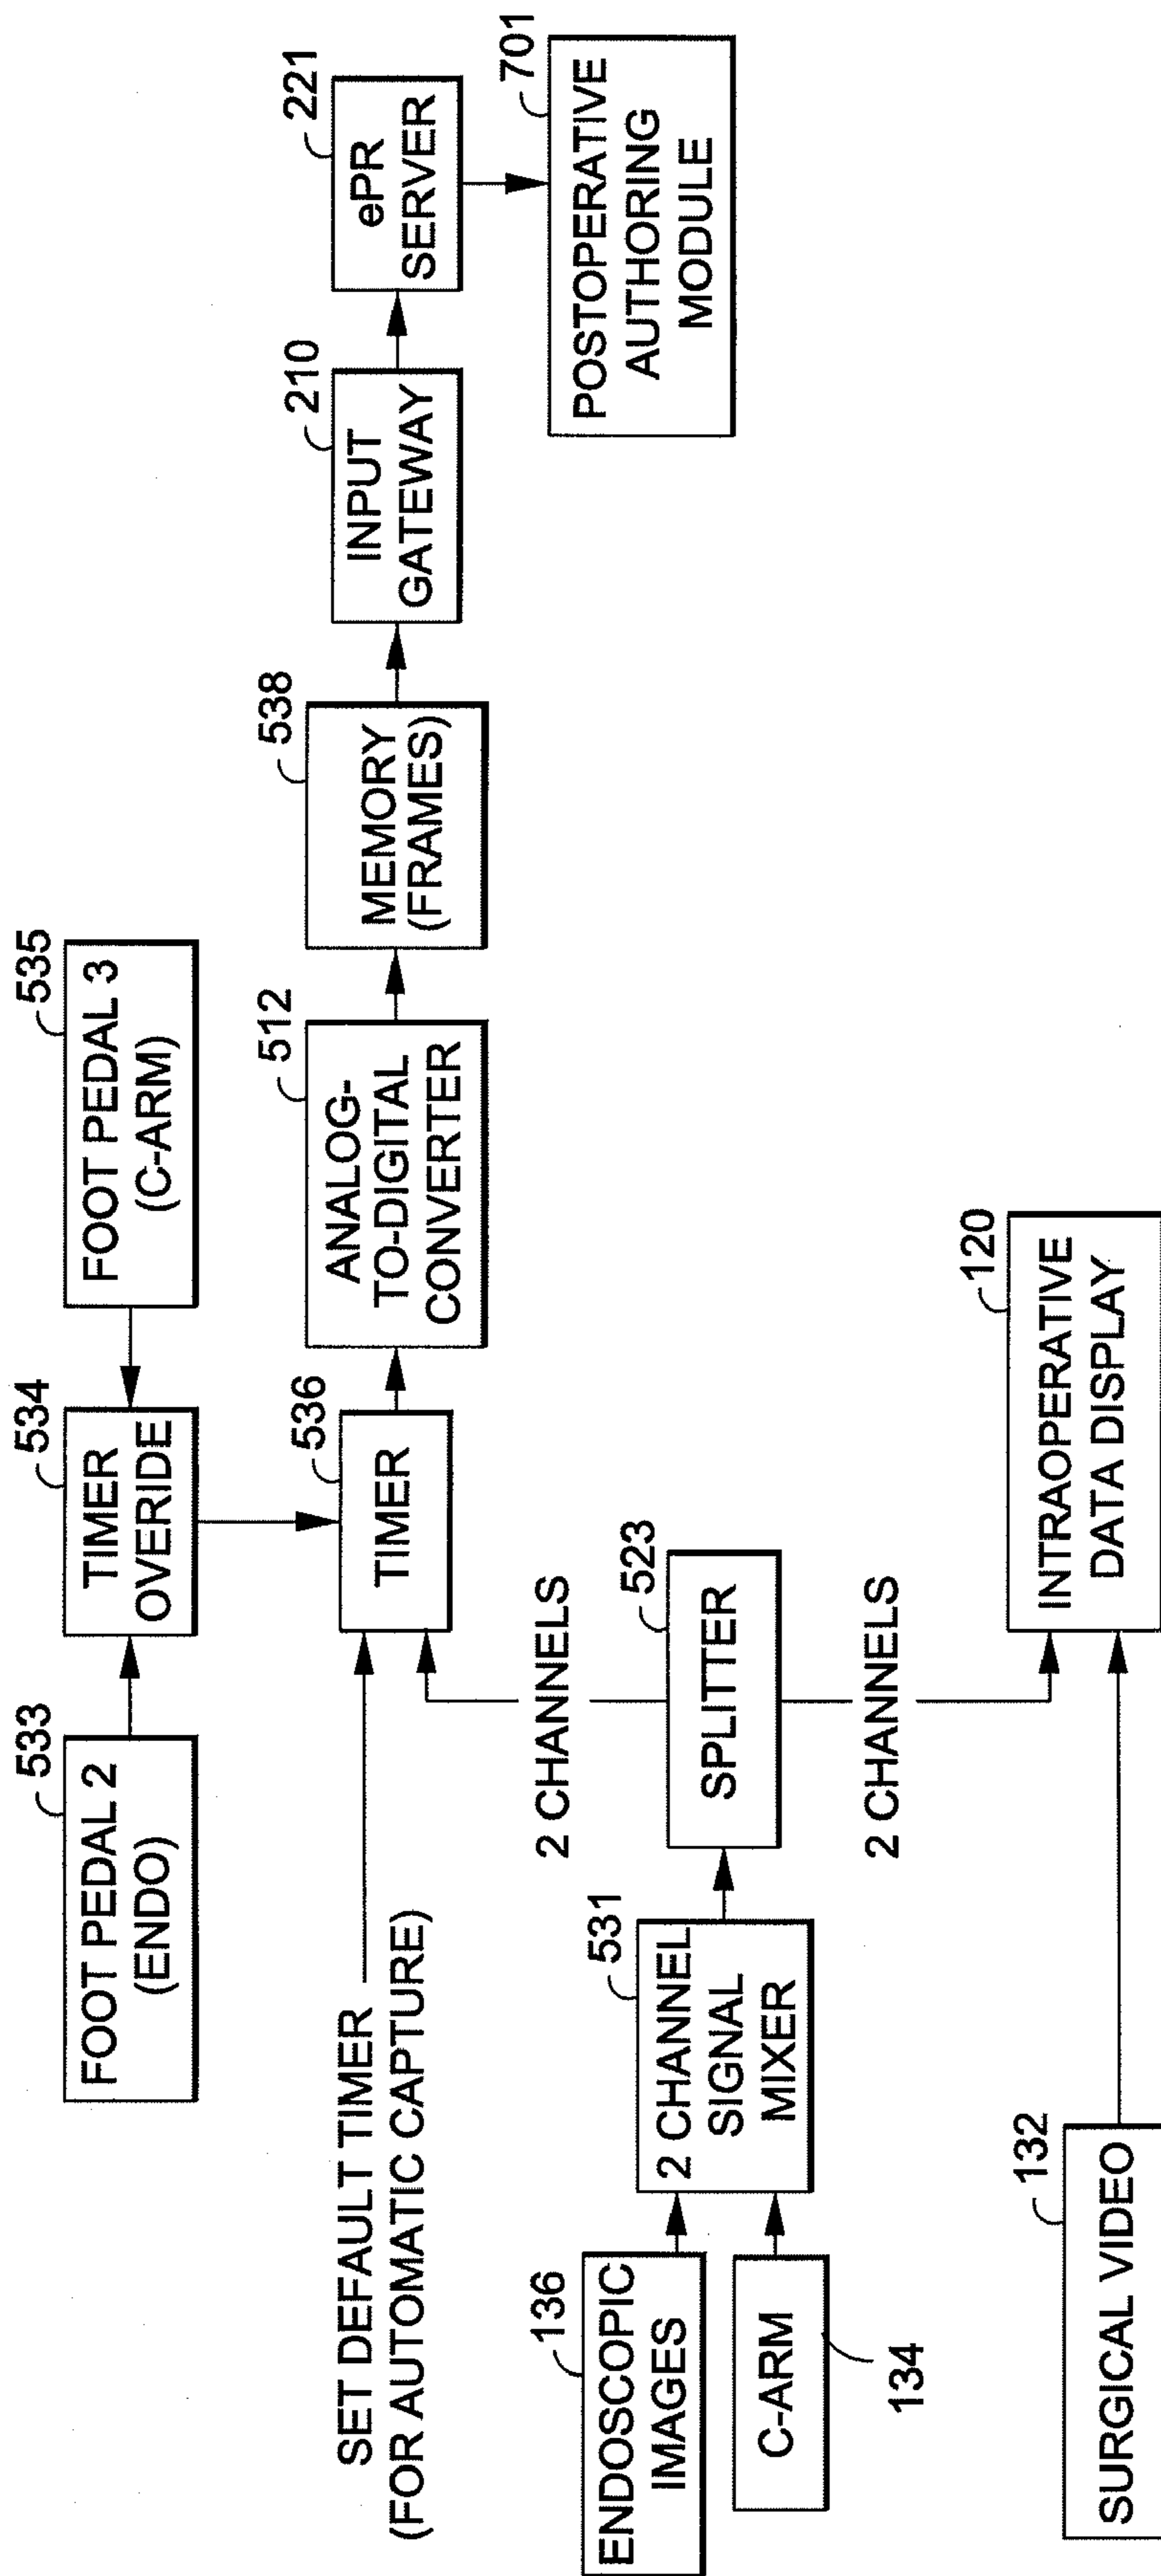 533
FOOT PEDAL 2
(ENDO)
534
TIMER
OVERIDE
535
FOOT PEDAL 3
(C-ARM)
SET DEFAULT TIMER
(FOR AUTOMATIC CAPTURE)
536
TIMER
512
ANALOG-
TO-DIGITAL
CONVERTER
538
MEMORY
(FRAMES)
210
INPUT
GATEWAY
221
ePR
SERVER
701
POSTOPERATIVE
AUTHORING
MODULE
2 CHANNELS
136
ENDOSCOPIC
IMAGES
C-ARM
134
531
2 CHANNEL
SIGNAL
MIXER
523
SPLITTER
2 CHANNELS
132
SURGICAL VIDEO
120
INTRAOPERATIVE
DATA DISPLAY